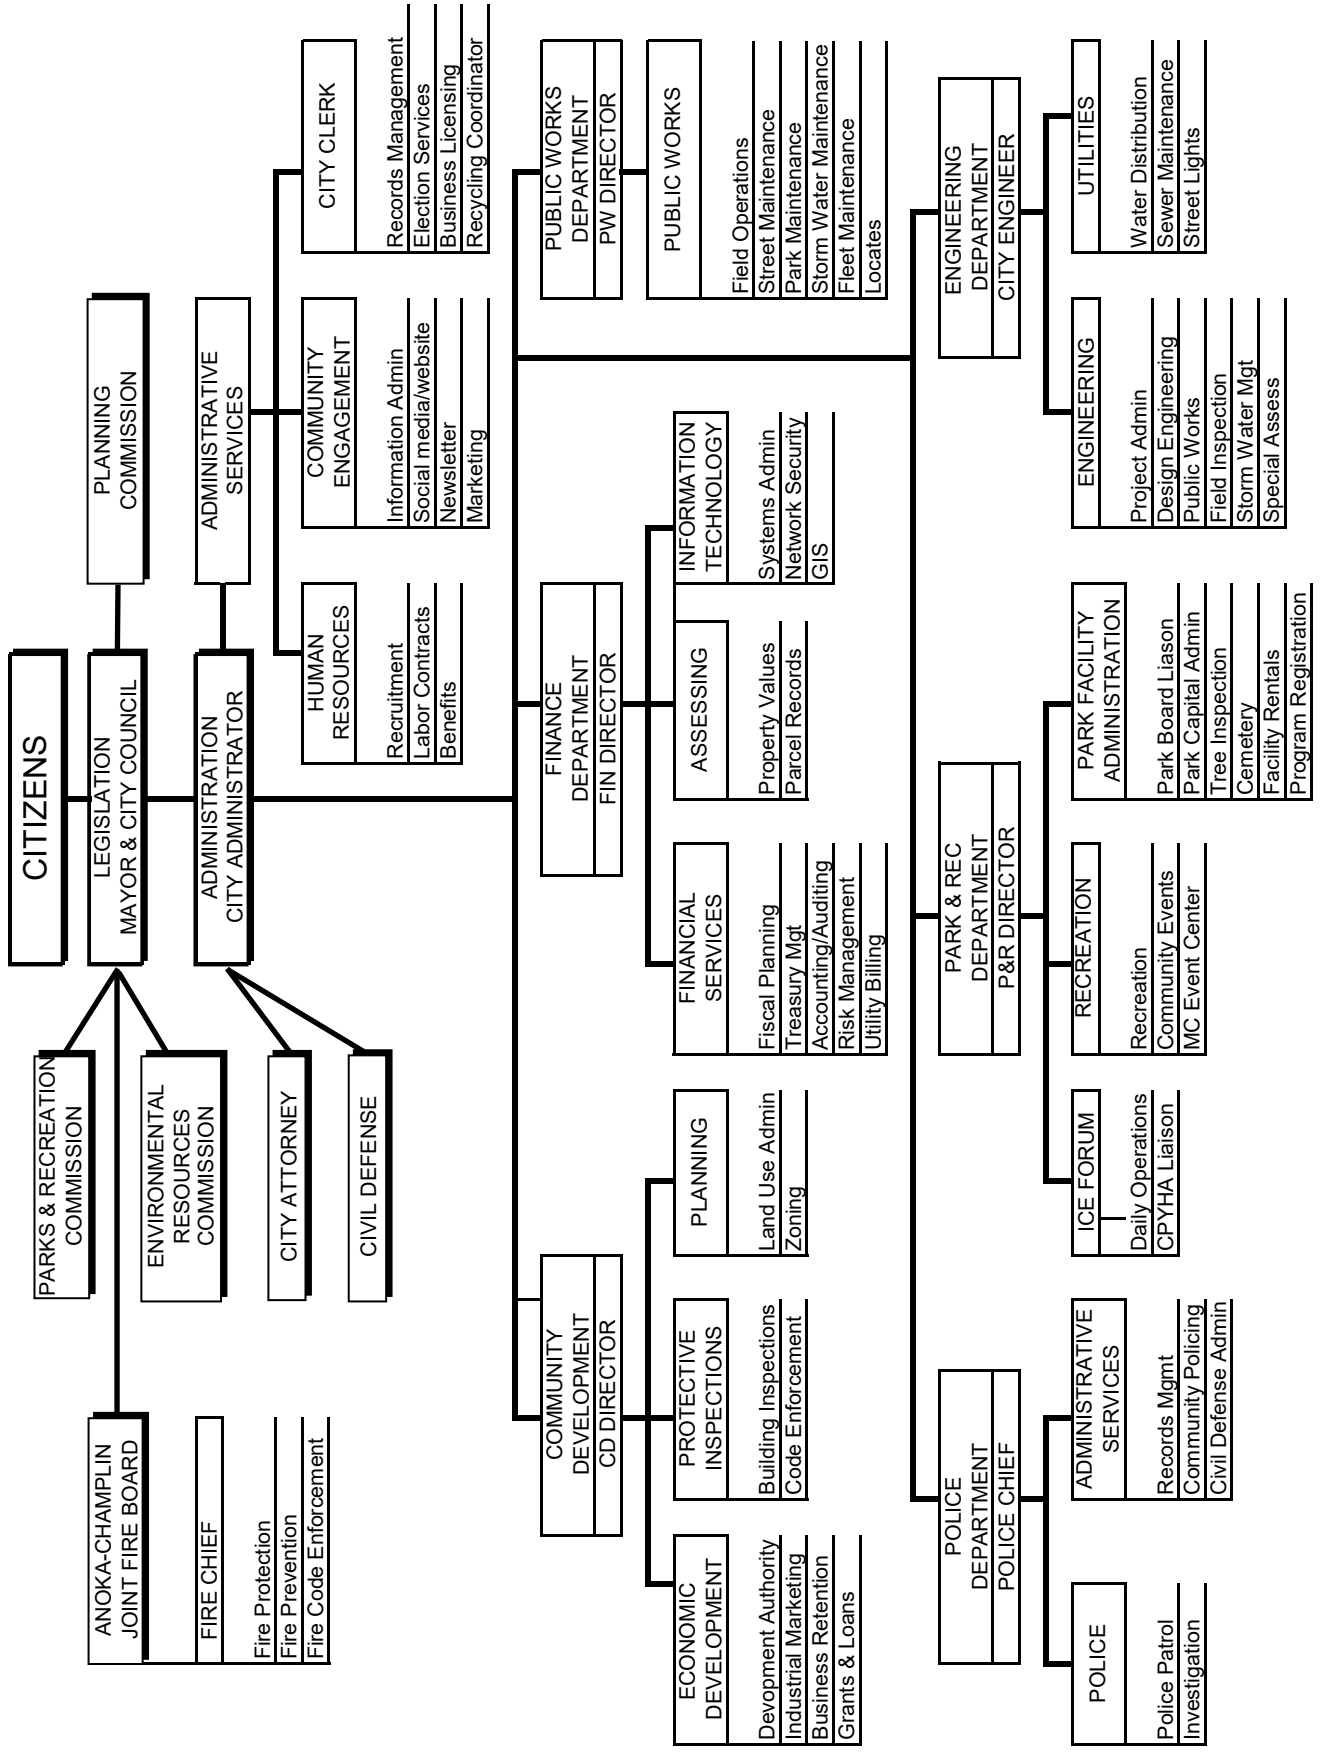 CITIZENS
LEGISLATION
MAYOR & CITY COUNCIL
PLANNING
COMMISSION
ANOKA-CHAMPLIN
JOINT FIRE BOARD
PARKS & RECREATION
COMMISSION
ENVIRONMENTAL
RESOURCES
COMMISSION
ADMINISTRATION
CITY ADMINISTRATOR
ADMINISTRATIVE
SERVICES
CITY ATTORNEY
CIVIL DEFENSE
FIRE CHIEF
Fire Protection
Fire Prevention
Fire Code Enforcement
HUMAN
RESOURCES
Recruitment
Labor Contracts
Benefits
COMMUNITY
ENGAGEMENT
Information Admin
Social media/website
Newsletter
Marketing
CITY CLERK
Records Management
Election Services
Business Licensing
Recycling Coordinator
COMMUNITY
DEVELOPMENT
CD DIRECTOR
ECONOMIC
DEVELOPMENT
Devopment Authority
Industrial Marketing
Business Retention
Grants & Loans
PROTECTIVE
INSPECTIONS
Building Inspections
Code Enforcement
PLANNING
Land Use Admin
Zoning
FINANCE
DEPARTMENT
FIN DIRECTOR
FINANCIAL
SERVICES
Fiscal Planning
Treasury Mgt
Accounting/Auditing
Risk Management
Utility Billing
ASSESSING
Property Values
Parcel Records
INFORMATION
TECHNOLOGY
Systems Admin
Network Security
GIS
PUBLIC WORKS
DEPARTMENT
PW DIRECTOR
PUBLIC WORKS
Field Operations
Street Maintenance
Park Maintenance
Storm Water Maintenance
Fleet Maintenance
Locates
POLICE
DEPARTMENT
POLICE CHIEF
POLICE
Police Patrol
Investigation
ADMINISTRATIVE
SERVICES
Records Mgmt
Community Policing
Civil Defense Admin
PARK & REC
DEPARTMENT
P&R DIRECTOR
ICE FORUM
Daily Operations
CPYHA Liaison
RECREATION
Recreation
Community Events
MC Event Center
PARK FACILITY
ADMINISTRATION
Park Board Liason
Park Capital Admin
Tree Inspection
Cemetery
Facility Rentals
Program Registration
ENGINEERING
DEPARTMENT
CITY ENGINEER
ENGINEERING
Project Admin
Design Engineering
Public Works
Field Inspection
Storm Water Mgt
Special Assess
UTILITIES
Water Distribution
Sewer Maintenance
Street Lights